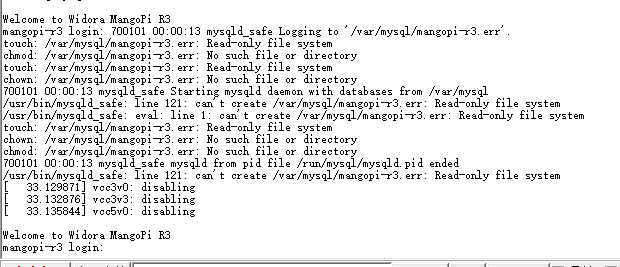 Welcome to Widora MangoPi R3
mangopi-r3 login: 700101 00:00:13 mysqld_safe Logging to '/var/mysql/mangopi-r3.err'.
touch: /var/mysql/mangopi-r3.err: Read-only file system
chmod: /var/mysql/mangopi-r3.err: No such file or directory
touch: /var/mysql/mangopi-r3.err: Read-only file system
chown: /var/mysql/mangopi-r3.err: No such file or directory
700101 00:00:13 mysqld_safe Starting mysqld daemon with databases from /var/mysql
/usr/bin/mysqld_safe: line 121: can't create /var/mysql/mangopi-r3.err: Read-only file system
/usr/bin/mysqld_safe: eval: line 1: can't create /var/mysql/mangopi-r3.err: Read-only file system
touch: /var/mysql/mangopi-r3.err: Read-only file system
chown: /var/mysql/mangopi-r3.err: No such file or directory
chmod: /var/mysql/mangopi-r3.err: No such file or directory
700101 00:00:13 mysqld_safe mysqld from pid file /run/mysql/mysqld.pid ended
/usr/bin/mysqld_safe: line 121: can't create /var/mysql/mangopi-r3.err: Read-only file system
[   33.129871] vcc3v0: disabling
[   33.132876] vcc3v3: disabling
[   33.135844] vcc5v0: disabling
Welcome to Widora MangoPi R3
mangopi-r3 login: